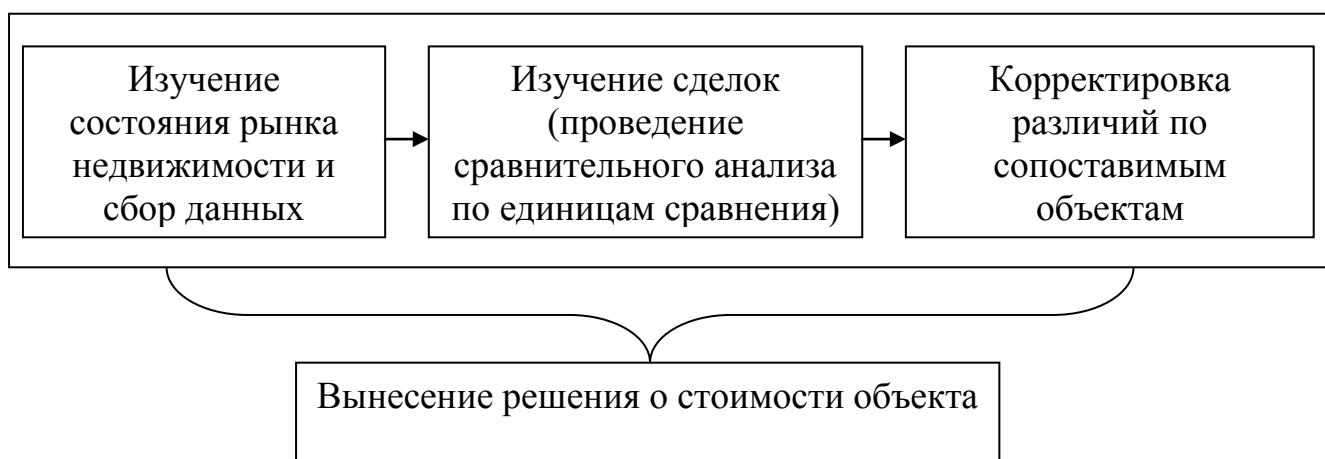 Изучение
состояния рынка
недвижимости и
сбор данных
Изучение сделок
(проведение
сравнительного анализа
по единицам сравнения)
Корректировка
различий по
сопоставимым
объектам
Вынесение решения о стоимости объекта